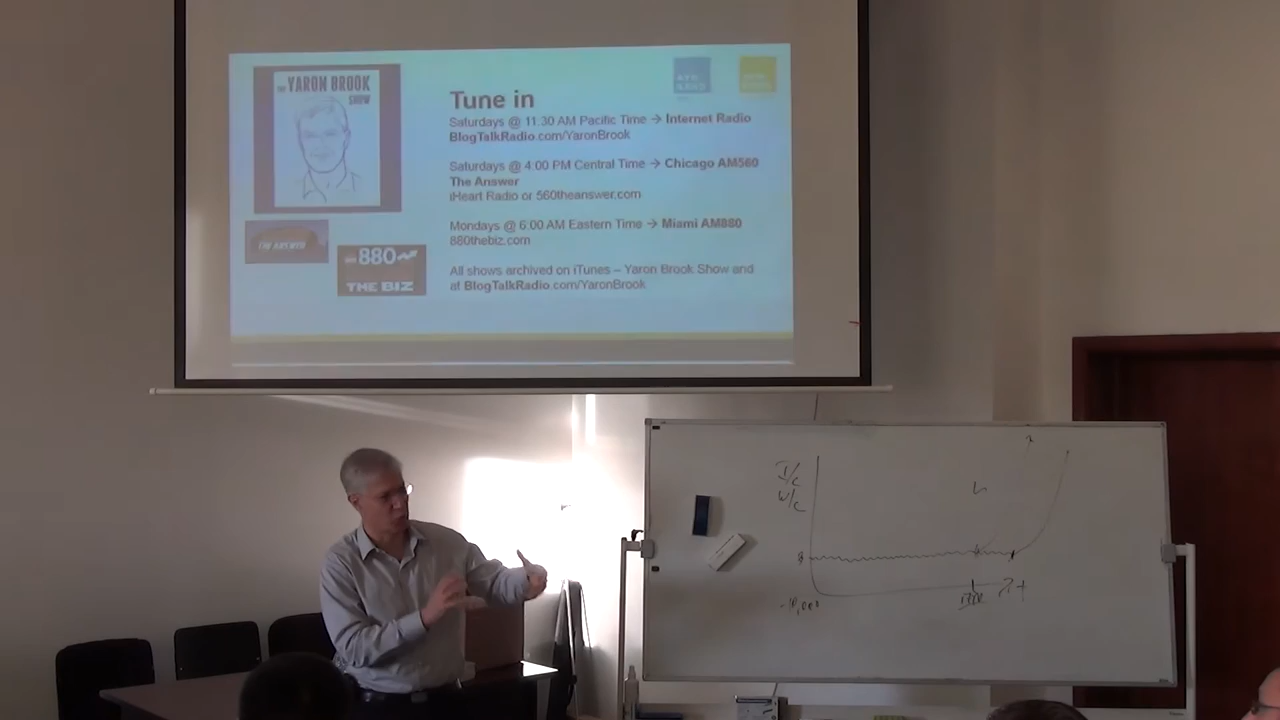 THE YARON BROOK
SHOW
Tune in
Saturdays @ 11.30 AM Pacific Time → Internet Radio
BlogTalkRadio.com/YaronBrook
Saturdays @ 4:00 PM Central Time → Chicago AM560
The Answer
iHeart Radio or 560theanswer.com
Mondays @ 6:00 AM Eastern Time → Miami AM880
880thebiz.com
All shows archived on iTunes – Yaron Brook Show and
at BlogTalkRadio.com/YaronBrook
THE ANSWER
880
THE BIZ
I/c
W/c
-10,000